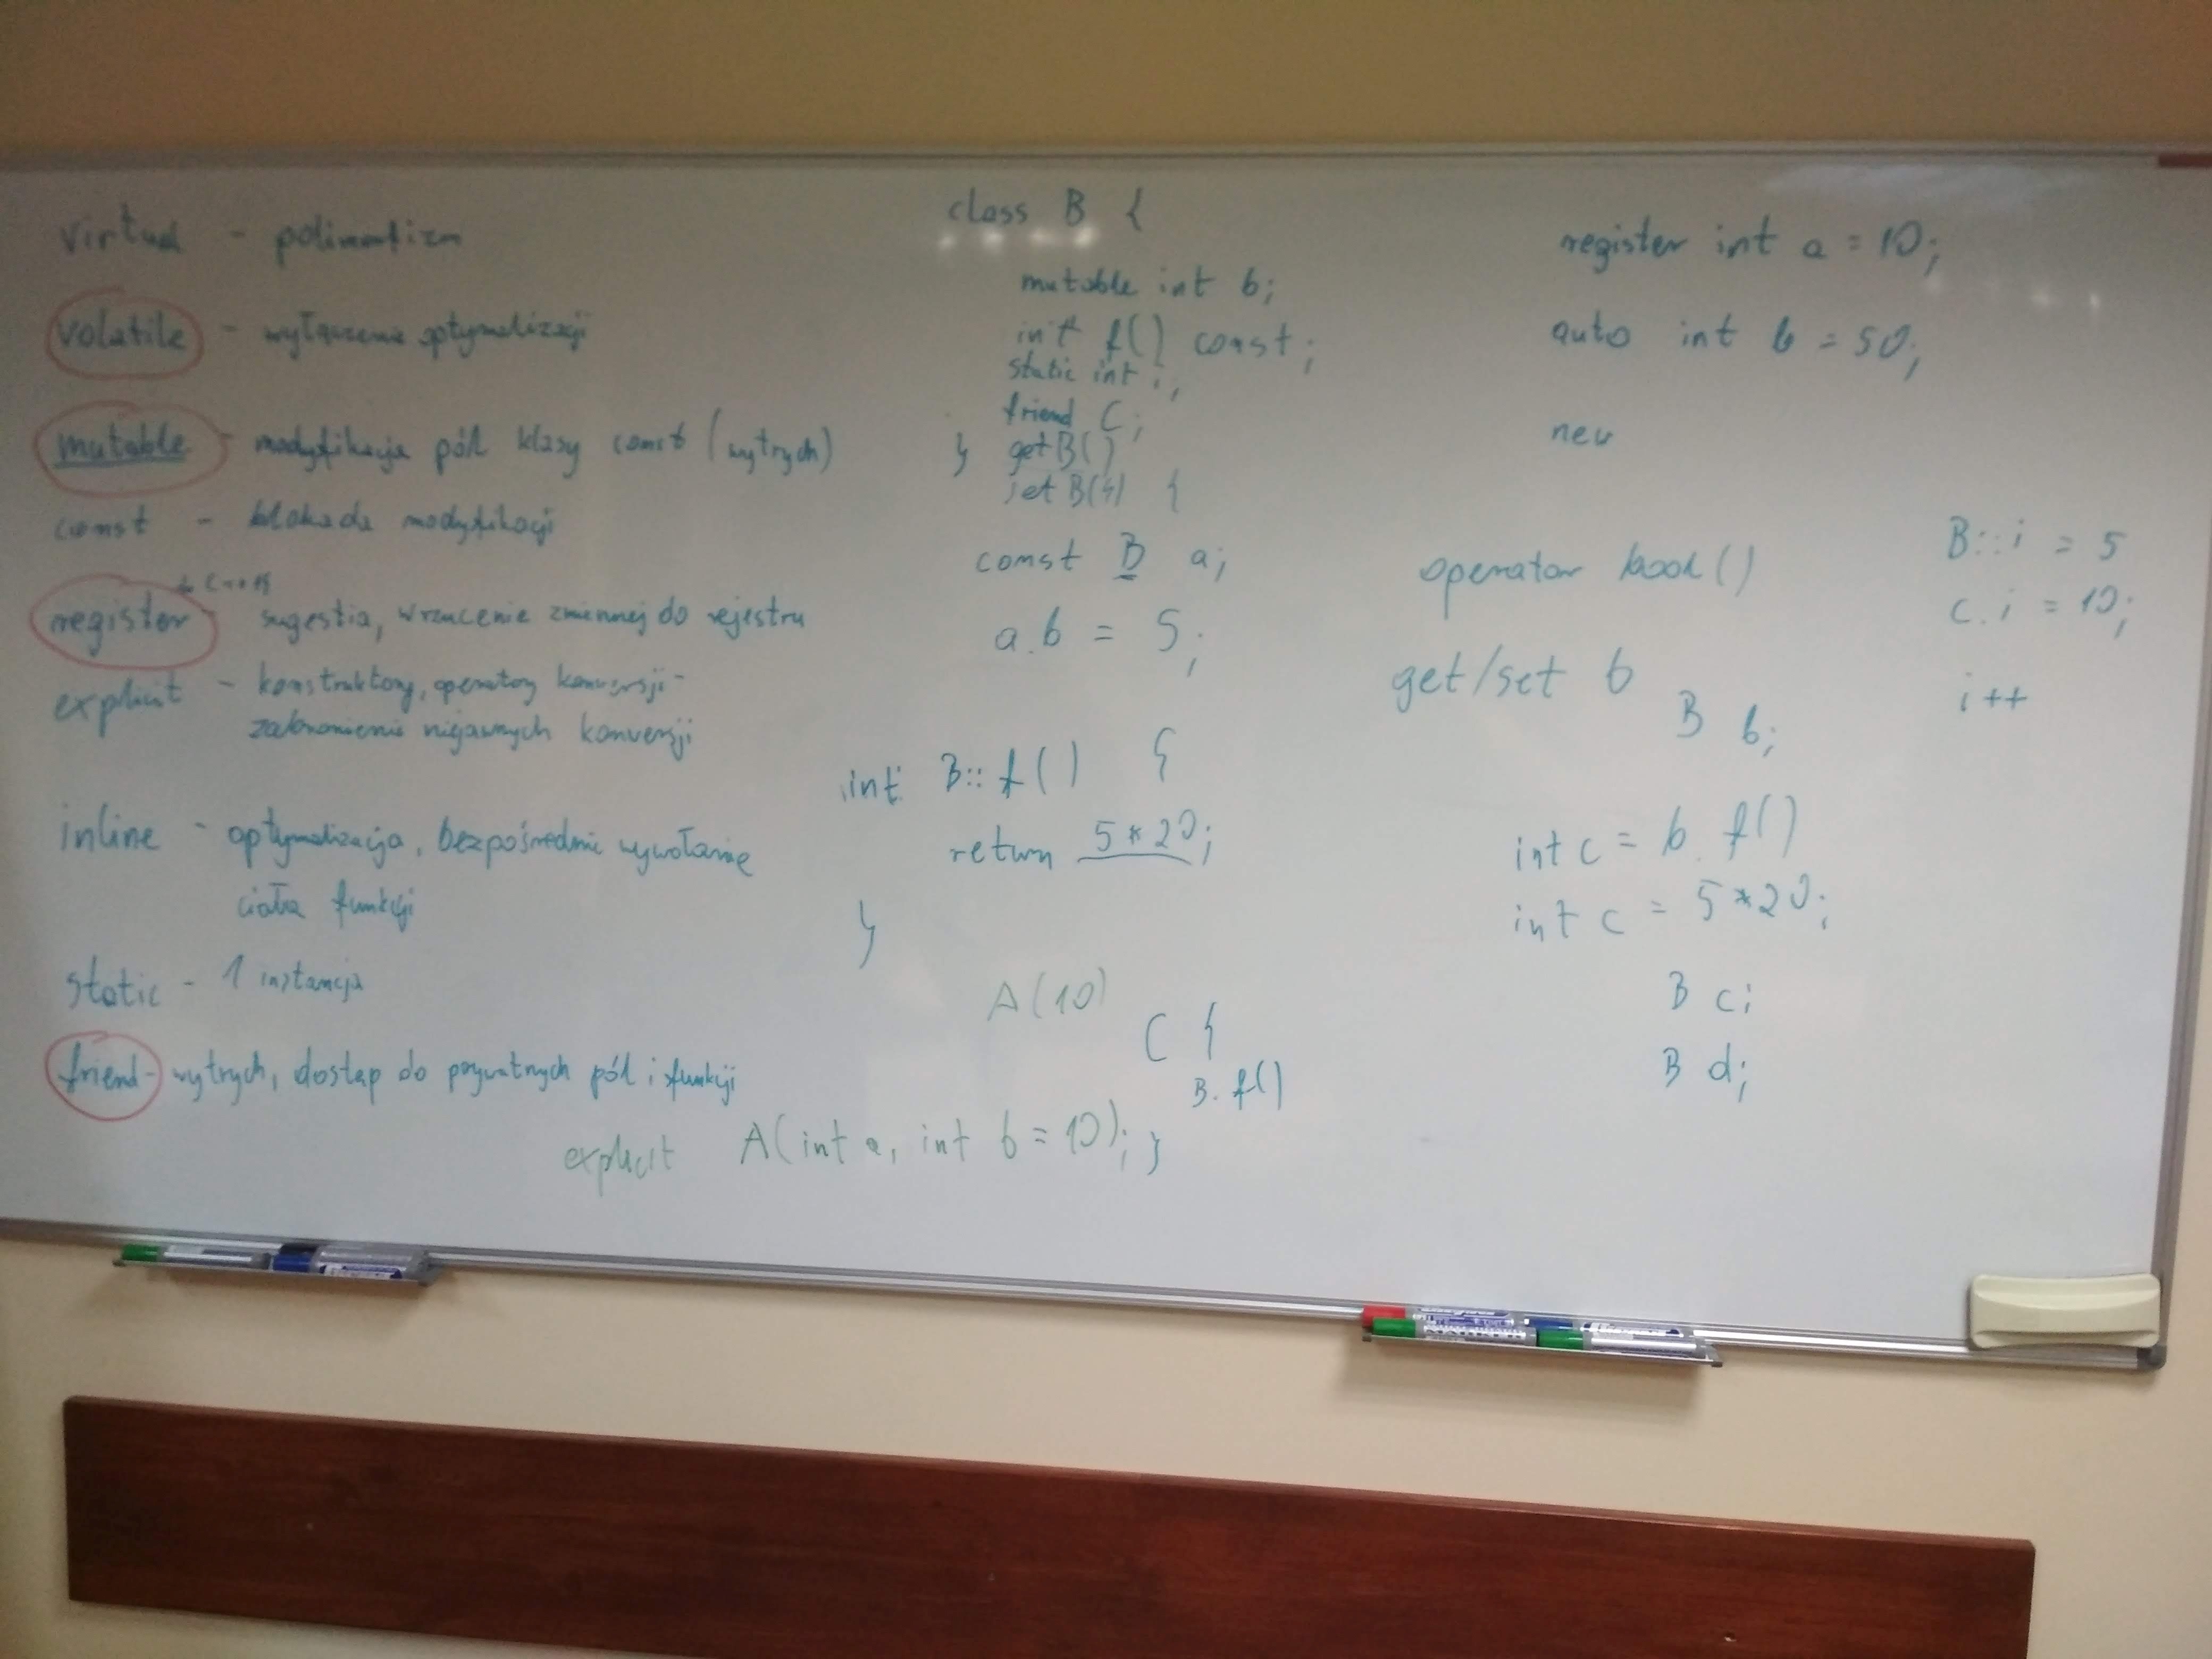 virtual - polimorfizm
volatile - wyłączenie optymalizacji
mutable - modyfikacja pól klasy const (wytrych)
const - blokada modyfikacji
do C++
register - sugestia, wrzucenie zmiennej do rejestru
explicit - konstruktory, operatory konwersji -
zabronienie niejawnych konwersji
inline - optymalizacja, bezpośrednie wywołanie
ciała funkcji
static - 1 instancja
friend - wytrych, dostęp do prywatnych pól i funkcji
class B {
mutable int b;
int f() const;
static int i;
friend C;
} getB()
set B(4) {
const B a;
a.b = 5;
int B::f() {
return 5*20;
}
A(10)
C {
B.f()
explicit A(int a, int b = 10); }
register int a = 10;
auto int b = 50;
new
operator bool()
get/set b
B b;
int c = b.f()
int c = 5*20;
B c;
B d;
B::i = 5
c.i = 10;
i++